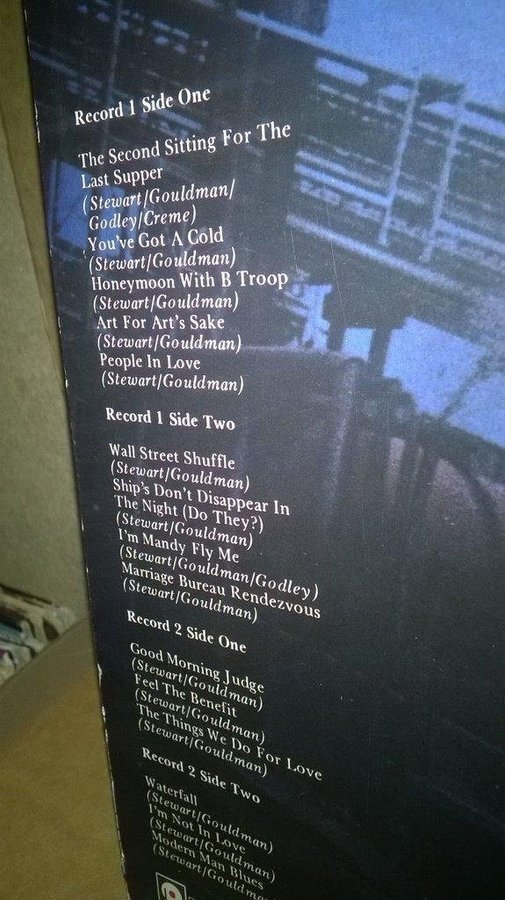 Record 1 Side One
The Second Sitting For The
Last Supper
(Stewart/Gouldman/
Godley/Creme)
You've Got A Cold
(Stewart/Gouldman)
Honeymoon With B Troop
(Stewart/Gouldman)
Art For Art's Sake
(Stewart/Gouldman)
People In Love
(Stewart/Gouldman)
Record 1 Side Two
Wall Street Shuffle
(Stewart/Gouldman)
Ship's Don't Disappear In
The Night (Do They?)
(Stewart/Gouldman)
I'm Mandy Fly Me
(Stewart/Gouldman/Godley)
Marriage Bureau Rendezvous
(Stewart/Gouldman)
Record 2 Side One
Good Morning Judge
(Stewart/Gouldman)
Feel The Benefit
(Stewart/Gouldman)
The Things We Do For Love
(Stewart/Gouldman)
Record 2 Side Two
Waterfall
(Stewart/Gouldman)
I'm Not In Love
(Stewart/Gouldman)
Modern Man Blues
(Stewart/Gouldma